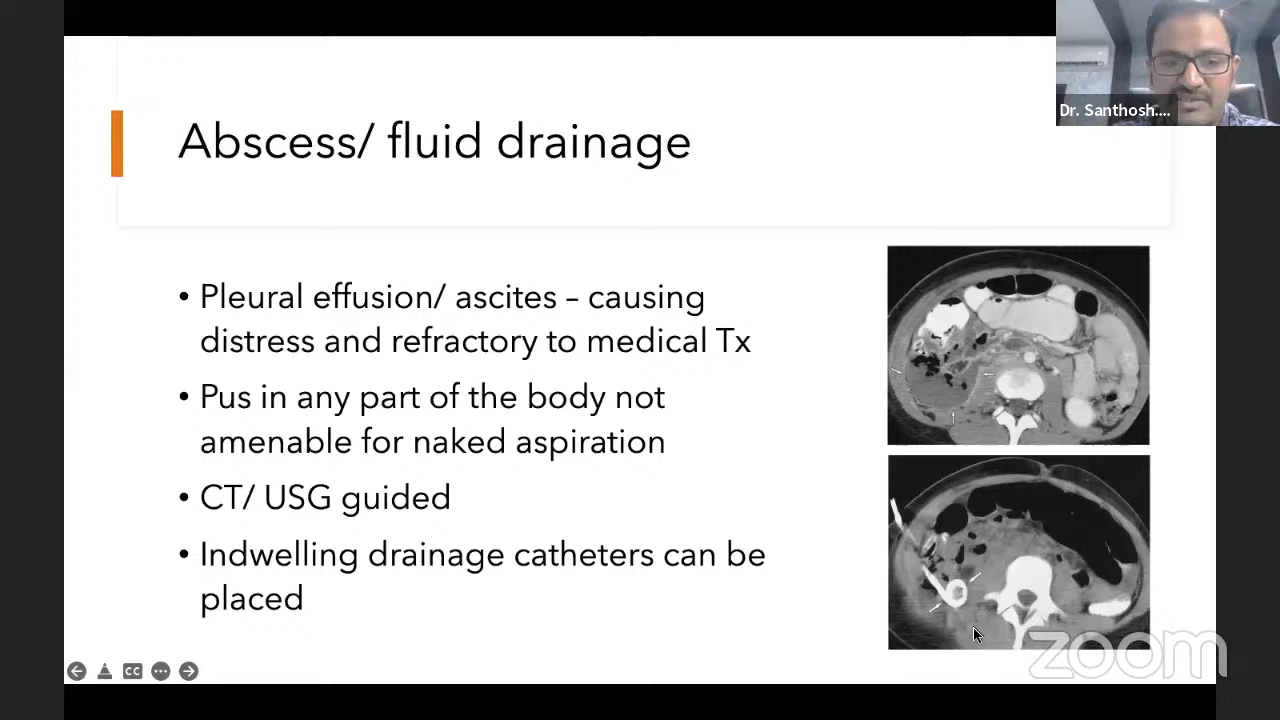 Dr. Santhosh....
Abscess/ fluid drainage
• Pleural effusion/ ascites – causing
distress and refractory to medical Tx
• Pus in any part of the body not
amenable for naked aspiration
• CT/ USG guided
• Indwelling drainage catheters can be
placed
CC
zoom